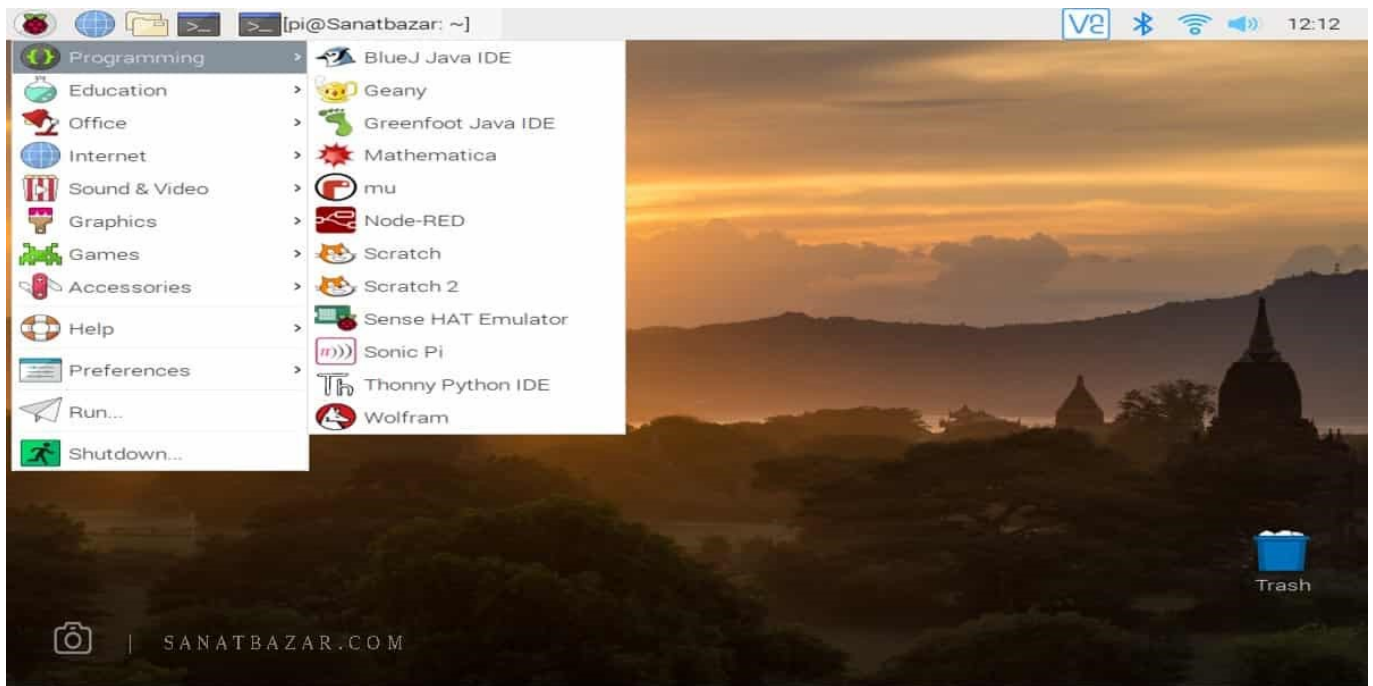 [pi@Sanatbazar: ~]
V2
12:12
Programming
Education
Office
Internet
Sound & Video
Graphics
Games
Accessories
Help
Preferences
Run...
Shutdown...
BlueJ Java IDE
Geany
Greenfoot Java IDE
Mathematica
mu
Node-RED
Scratch
Scratch 2
Sense HAT Emulator
Sonic Pi
Th
Thonny Python IDE
Wolfram
Trash
| SANATBAZAR.COM